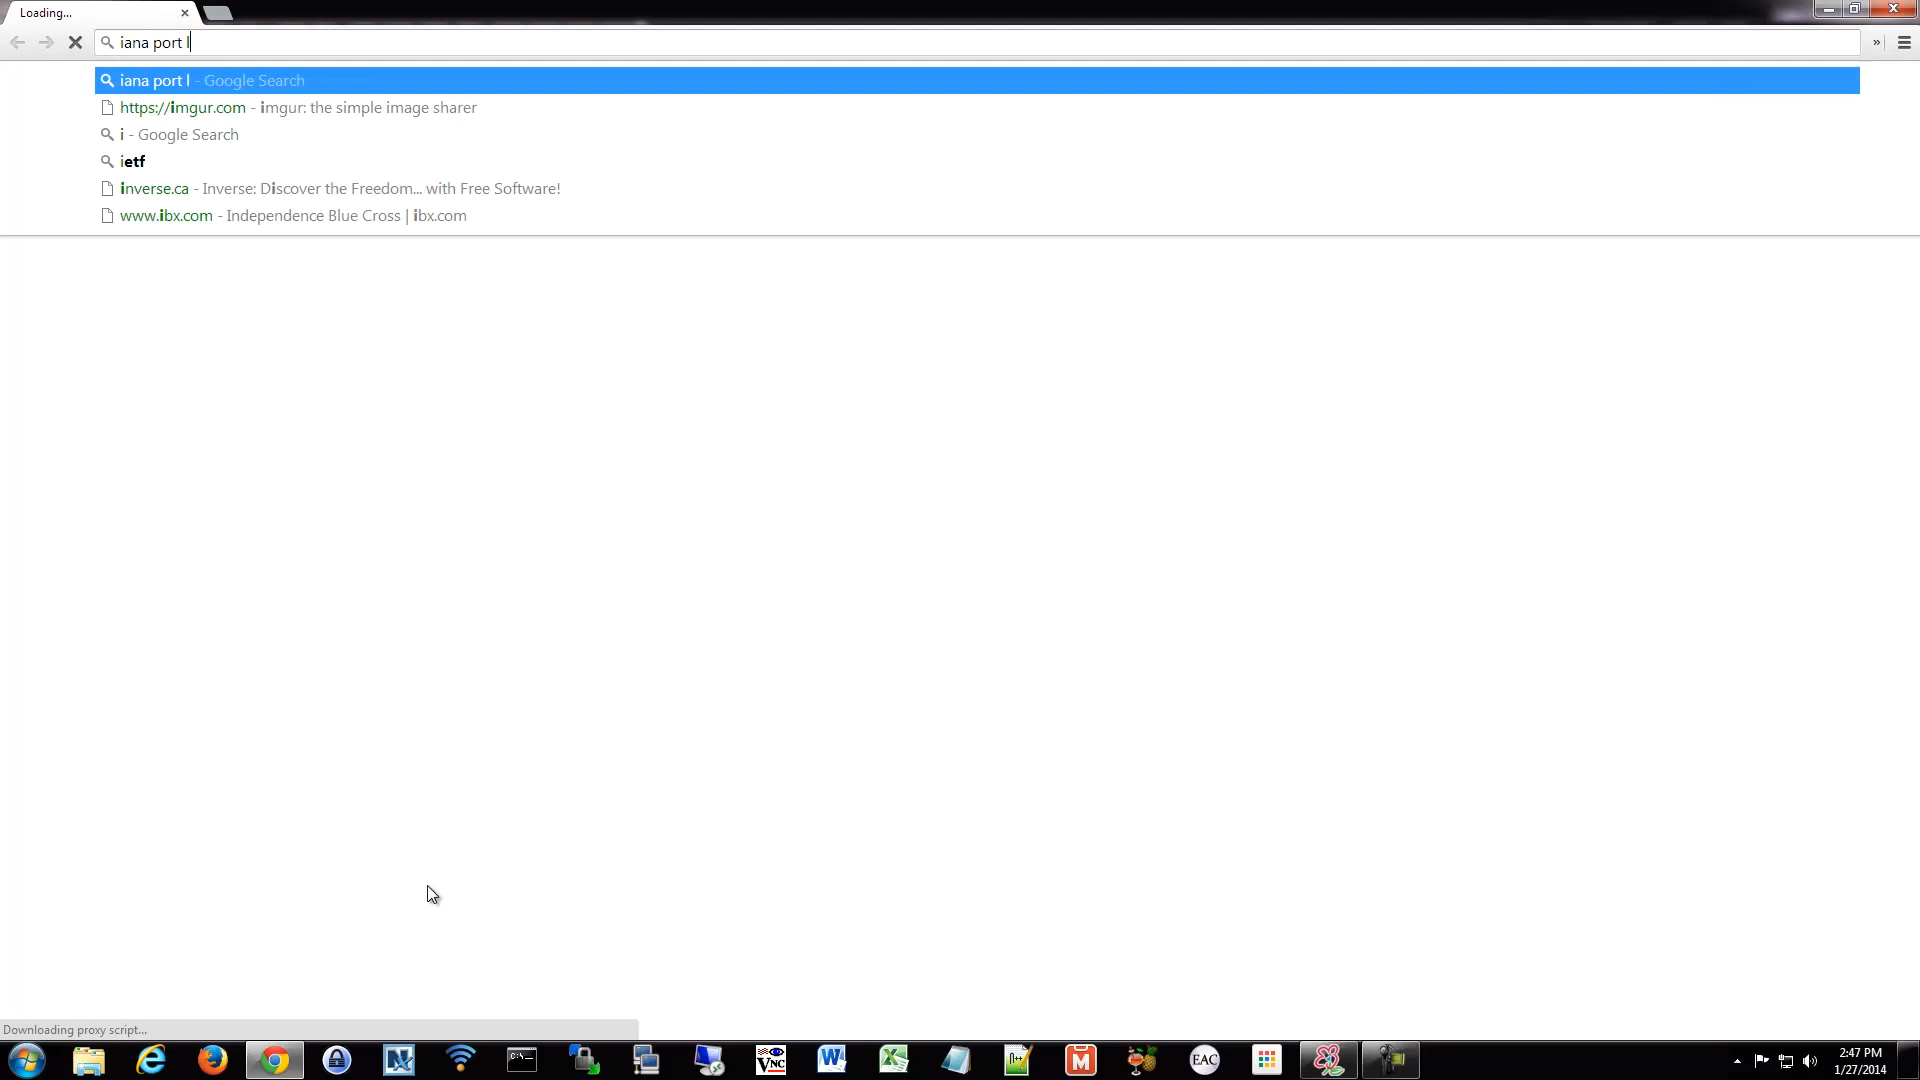 Loading...
iana port l
iana port l - Google Search
https://imgur.com - imgur: the simple image sharer
i - Google Search
ietf
inverse.ca - Inverse: Discover the Freedom... with Free Software!
www.ibx.com - Independence Blue Cross | ibx.com
Downloading proxy script...
C:\_
VNC
W
X
n++
M
EAC
2:47 PM
1/27/2014